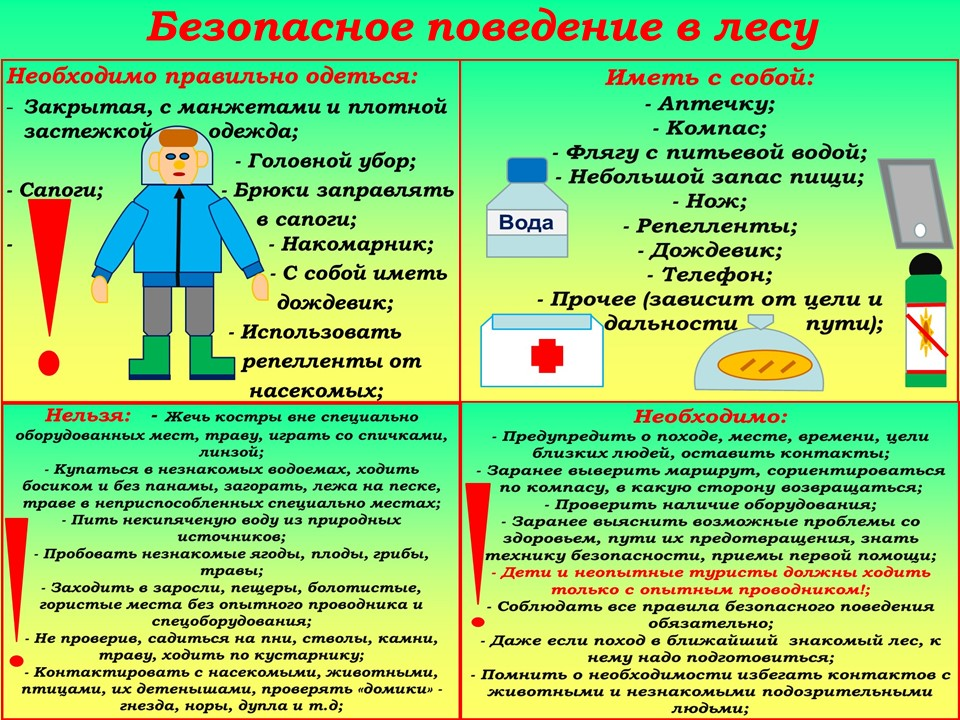 Безопасное поведение в лесу
Необходимо правильно одеться:
- Закрытая, с манжетами и плотной
застежкой одежда;
- Головной убор;
- Сапоги; - Брюки заправлять
в сапоги;
- - Накомарник;
- С собой иметь
дождевик;
- Использовать
репелленты от
насекомых;
Иметь с собой:
- Аптечку;
- Компас;
- Флягу с питьевой водой;
- Небольшой запас пищи;
- Нож;
- Репелленты;
- Дождевик;
- Телефон;
- Прочее (зависит от цели и
дальности пути);
Вода
Нельзя: - Жечь костры вне специально
оборудованных мест, траву, играть со спичками,
линзой;
- Купаться в незнакомых водоемах, ходить
босиком и без панамы, загорать, лежа на песке,
траве в неприспособленных специально местах;
- Пить некипяченую воду из природных
источников;
- Пробовать незнакомые ягоды, плоды, грибы,
травы;
- Заходить в заросли, пещеры, болотистые,
гористые места без опытного проводника и
спецоборудования;
- Не проверив, садиться на пни, стволы, камни,
траву, ходить по кустарнику;
- Контактировать с насекомыми, животными,
птицами, их детенышами, проверять «домики» -
гнезда, норы, дупла и т.д;
Необходимо:
- Предупредить о походе, месте, времени, цели
близких людей, оставить контакты;
- Заранее выверить маршрут, сориентироваться
по компасу, в какую сторону возвращаться;
- Проверить наличие оборудования;
- Заранее выяснить возможные проблемы со
здоровьем, пути их предотвращения, знать
технику безопасности, приемы первой помощи;
- Дети и неопытные туристы должны ходить
только с опытным проводником!;
- Соблюдать все правила безопасного поведения
обязательно;
- Даже если поход в ближайший знакомый лес, к
нему надо подготовиться;
- Помнить о необходимости избегать контактов с
животными и незнакомыми подозрительными
людьми;